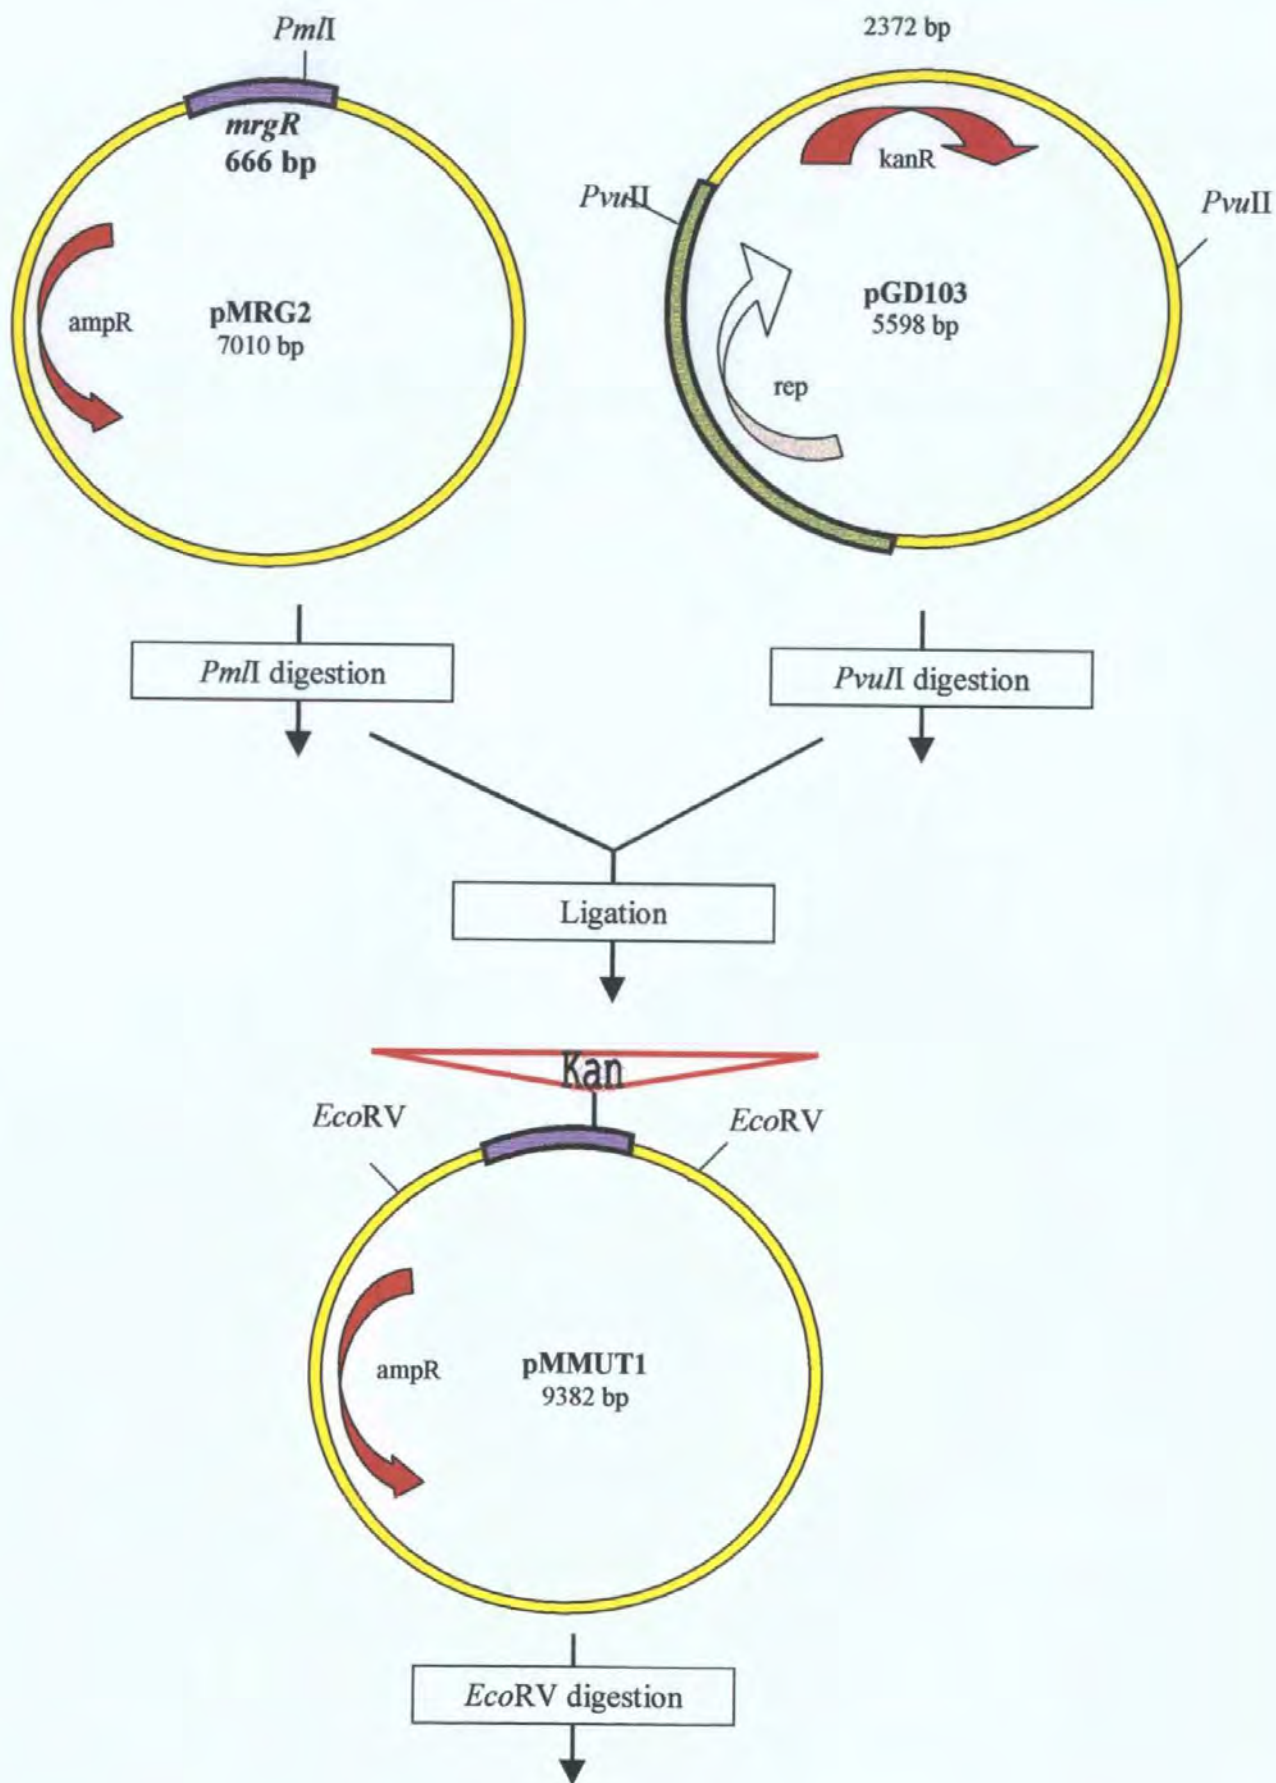 PmlI
mrgR
666 bp
ampR
pMRG2
7010 bp
2372 bp
kanR
PvuII
PvuII
pGD103
5598 bp
rep
PmlI digestion
PvuII digestion
Ligation
Kan
EcoRV
EcoRV
ampR
pMMUT1
9382 bp
EcoRV digestion